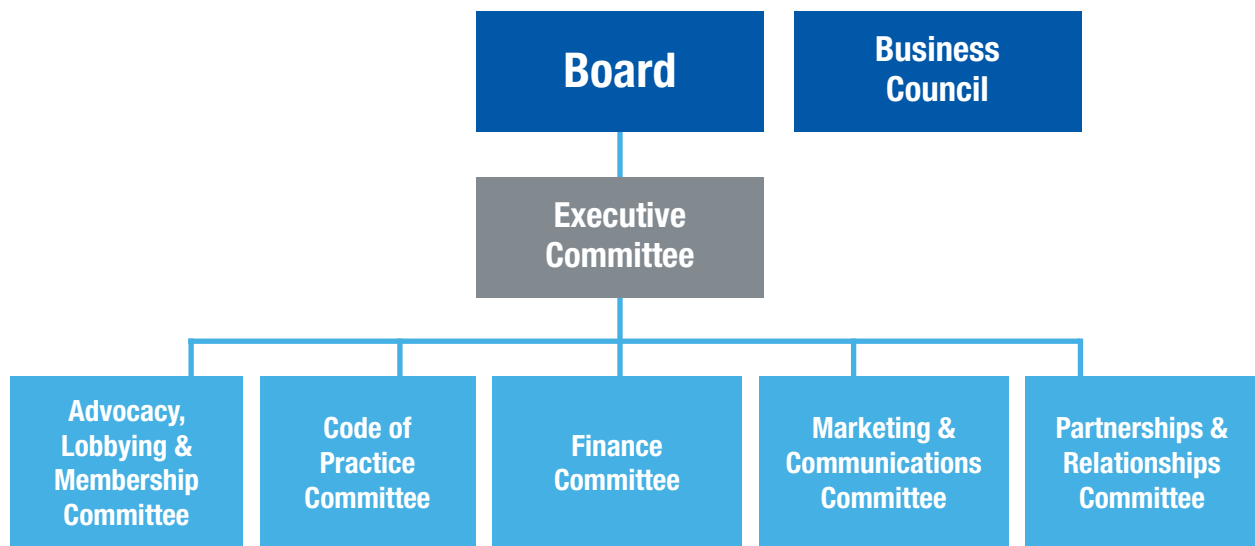 Board
Business
Council
Executive
Committee
Advocacy,
Lobbying &
Membership
Committee
Code of
Practice
Committee
Finance
Committee
Marketing &
Communications
Committee
Partnerships &
Relationships
Committee